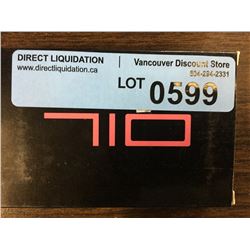 DIRECT LIQUIDATION
www.directliquidation.ca
Vancouver Discount Store
604-294-2331
LOT 0599
710